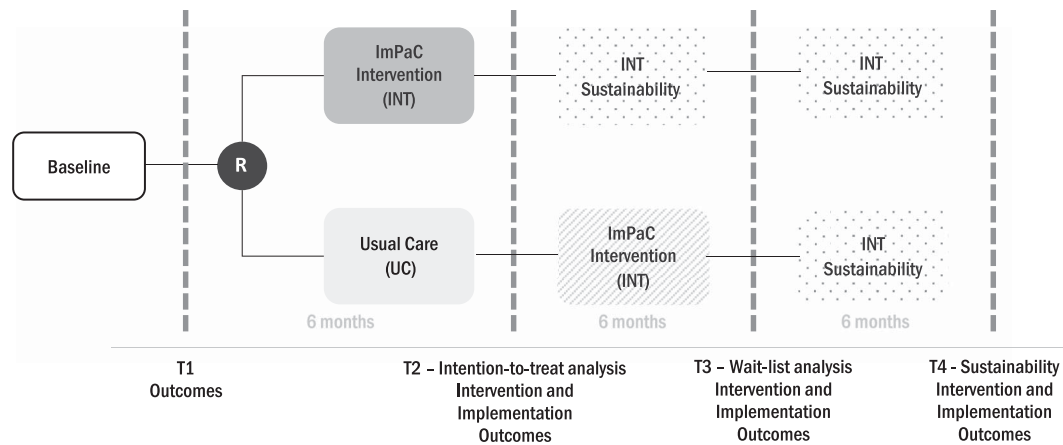 ImPaC
Intervention
(INT)
INT
Sustainability
INT
Sustainability
Baseline
R
Usual Care
(UC)
ImPaC
Intervention
(INT)
INT
Sustainability
6 months
6 months
6 months
T1
Outcomes
T2 – Intention-to-treat analysis
Intervention and
Implementation
Outcomes
T3 – Wait-list analysis
Intervention and
Implementation
Outcomes
T4 - Sustainability
Intervention and
Implementation
Outcomes